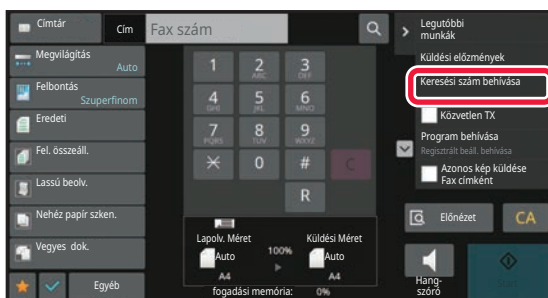 Címtár
Cím
Fax szám
Legutóbbi
munkák
Megvilágítás
Auto
Felbontás
Szuperfinom
Eredeti
Fel. összeáll.
Lassú beolv.
Nehéz papír szken.
Vegyes dok.
Egyéb
1
2
ABC
3
DEF
4
GHI
5
JKL
6
MNO
7
PQRS
8
TUV
9
WXYZ
0
#
C
R
Lapolv. Méret
Auto
A4
100%
Küldési Méret
Auto
A4
fogadási memória:
0%
Küldési előzmények
Keresési szám behívása
Közvetlen TX
Program behívása
Regisztrált beáll. behívása
Azonos kép küldése
Fax címként
Előnézet
CA
Hang-
szóró
Start